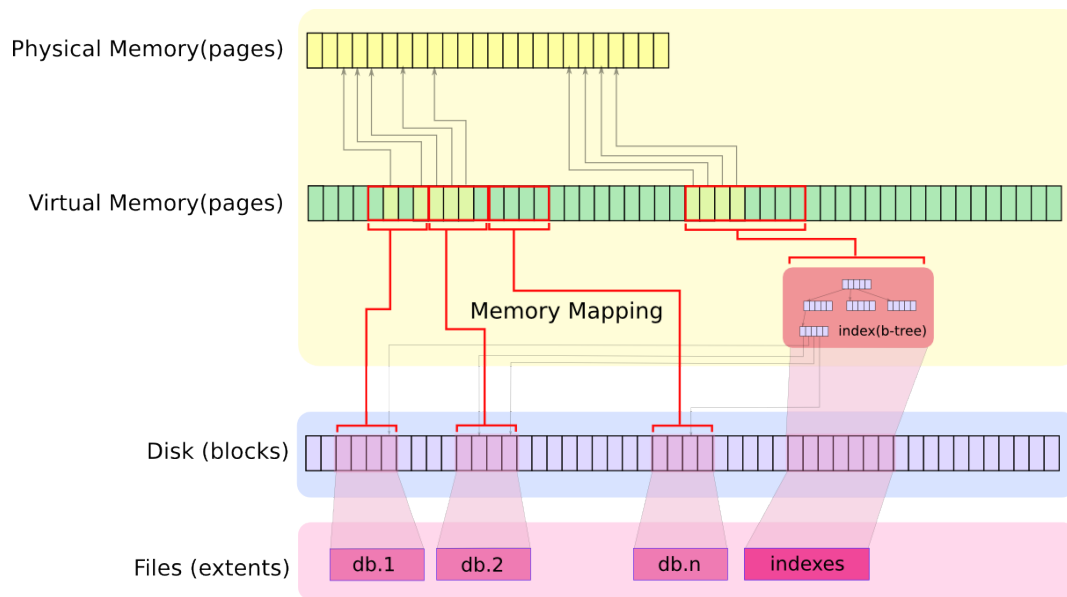 Physical Memory(pages)
Virtual Memory(pages)
Memory Mapping
index(b-tree)
Disk (blocks)
Files (extents)
db.1
db.2
db.n
indexes